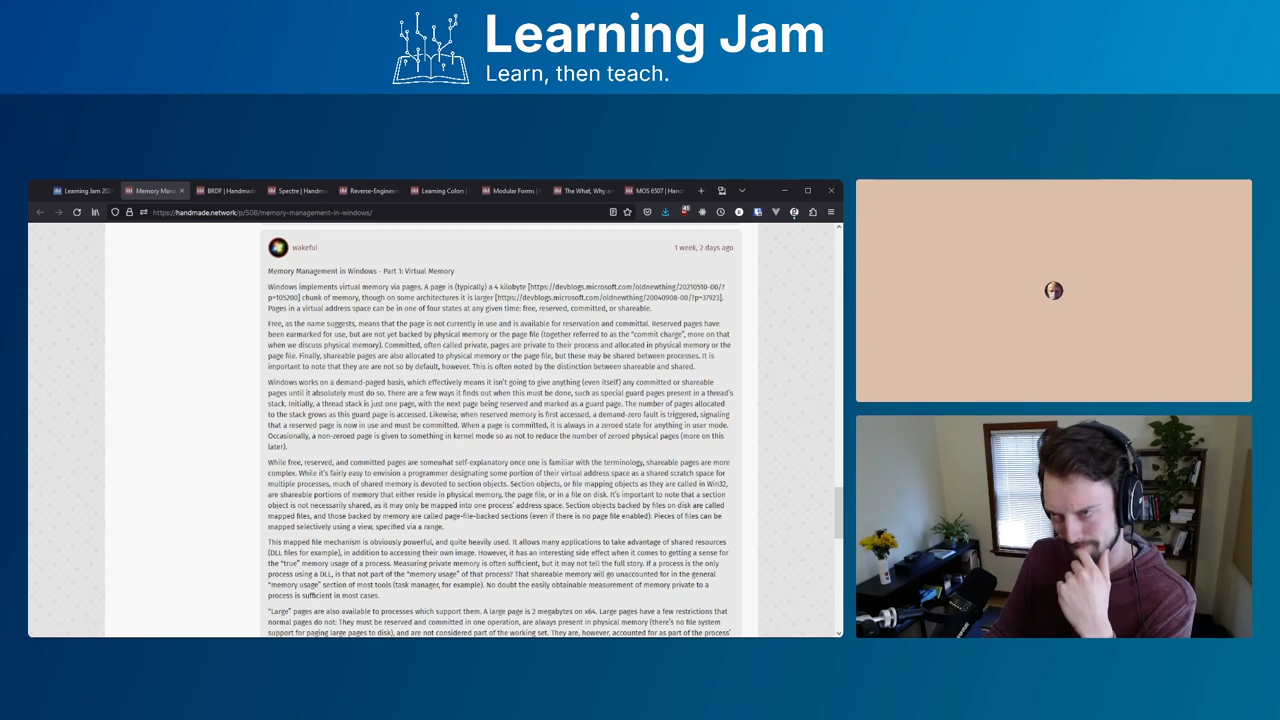 Learning Jam
Learn, then teach.
Learning Jam 202
Memory Mana
BRDF | Handmade
Spectre | Handma
Reverse-Engine
Learning Colors |
Modular Forms |
The What, Why an
MOS 6507 | Hand
https://handmade.network/p/508/memory-management-in-windows/
wakeful
1 week, 2 days ago
Memory Management in Windows - Part 1: Virtual Memory
Windows implements virtual memory via pages. A page is (typically) a 4 kilobyte [https://devblogs.microsoft.com/oldnewthing/20210510-00/?
p=105200] chunk of memory, though on some architectures it is larger [https://devblogs.microsoft.com/oldnewthing/20040908-00/?p=37923].
Pages in a virtual address space can be in one of four states at any given time: free, reserved, committed, or shareable.
Free, as the name suggests, means that the page is not currently in use and is available for reservation and committal. Reserved pages have
been earmarked for use, but are not yet backed by physical memory or the page file (together referred to as the "commit charge", more on that
when we discuss physical memory). Committed, often called private, pages are private to their process and allocated in physical memory or the
page file. Finally, shareable pages are also allocated to physical memory or the page file, but these may be shared between processes. It is
important to note that they are not so by default, however. This is often noted by the distinction between shareable and shared.
Windows works on a demand-paged basis, which effectively means it isn't going to give anything (even itself) any committed or shareable
pages until it absolutely must do so. There are a few ways it finds out when this must be done, such as special guard pages present in a thread's
stack. Initially, a thread stack is just one page, with the next page being reserved and marked as a guard page. The number of pages allocated
to the stack grows as this guard page is accessed. Likewise, when reserved memory is first accessed, a demand-zero fault is triggered, signaling
that a reserved page is now in use and must be committed. When a page is committed, it is always in a zeroed state for anything in user mode.
Occasionally, a non-zeroed page is given to something in kernel mode so as not to reduce the number of zeroed physical pages (more on this
later).
While free, reserved, and committed pages are somewhat self-explanatory once one is familiar with the terminology, shareable pages are more
complex. While it's fairly easy to envision a programmer designating some portion of their virtual address space as a shared scratch space for
multiple processes, much of shared memory is devoted to section objects. Section objects, or file mapping objects as they are called in Win32,
are shareable portions of memory that either reside in physical memory, the page file, or in a file on disk. It's important to note that a section
object is not necessarily shared, as it may only be mapped into one process' address space. Section objects backed by files on disk are called
mapped files, and those backed by memory are called page-file-backed sections (even if there is no page file enabled). Pieces of files can be
mapped selectively using a view, specified via a range.
This mapped file mechanism is obviously powerful, and quite heavily used. It allows many applications to take advantage of shared resources
(DLL files for example), in addition to accessing their own image. However, it has an interesting side effect when it comes to getting a sense for
the "true" memory usage of a process. Measuring private memory is often sufficient, but it may not tell the full story. If a process is the only
process using a DLL, is that not part of the "memory usage" of that process? That shareable memory will go unaccounted for in the general
"memory usage" section of most tools (task manager, for example). No doubt the easily obtainable measurement of memory private to a
process is sufficient in most cases.
"Large" pages are also available to processes which support them. A large page is 2 megabytes on x64. Large pages have a few restrictions that
normal pages do not: They must be reserved and committed in one operation, are always present in physical memory (there's no file system
support for paging large pages to disk), and are not considered part of the working set. They are, however, accounted for as part of the process'